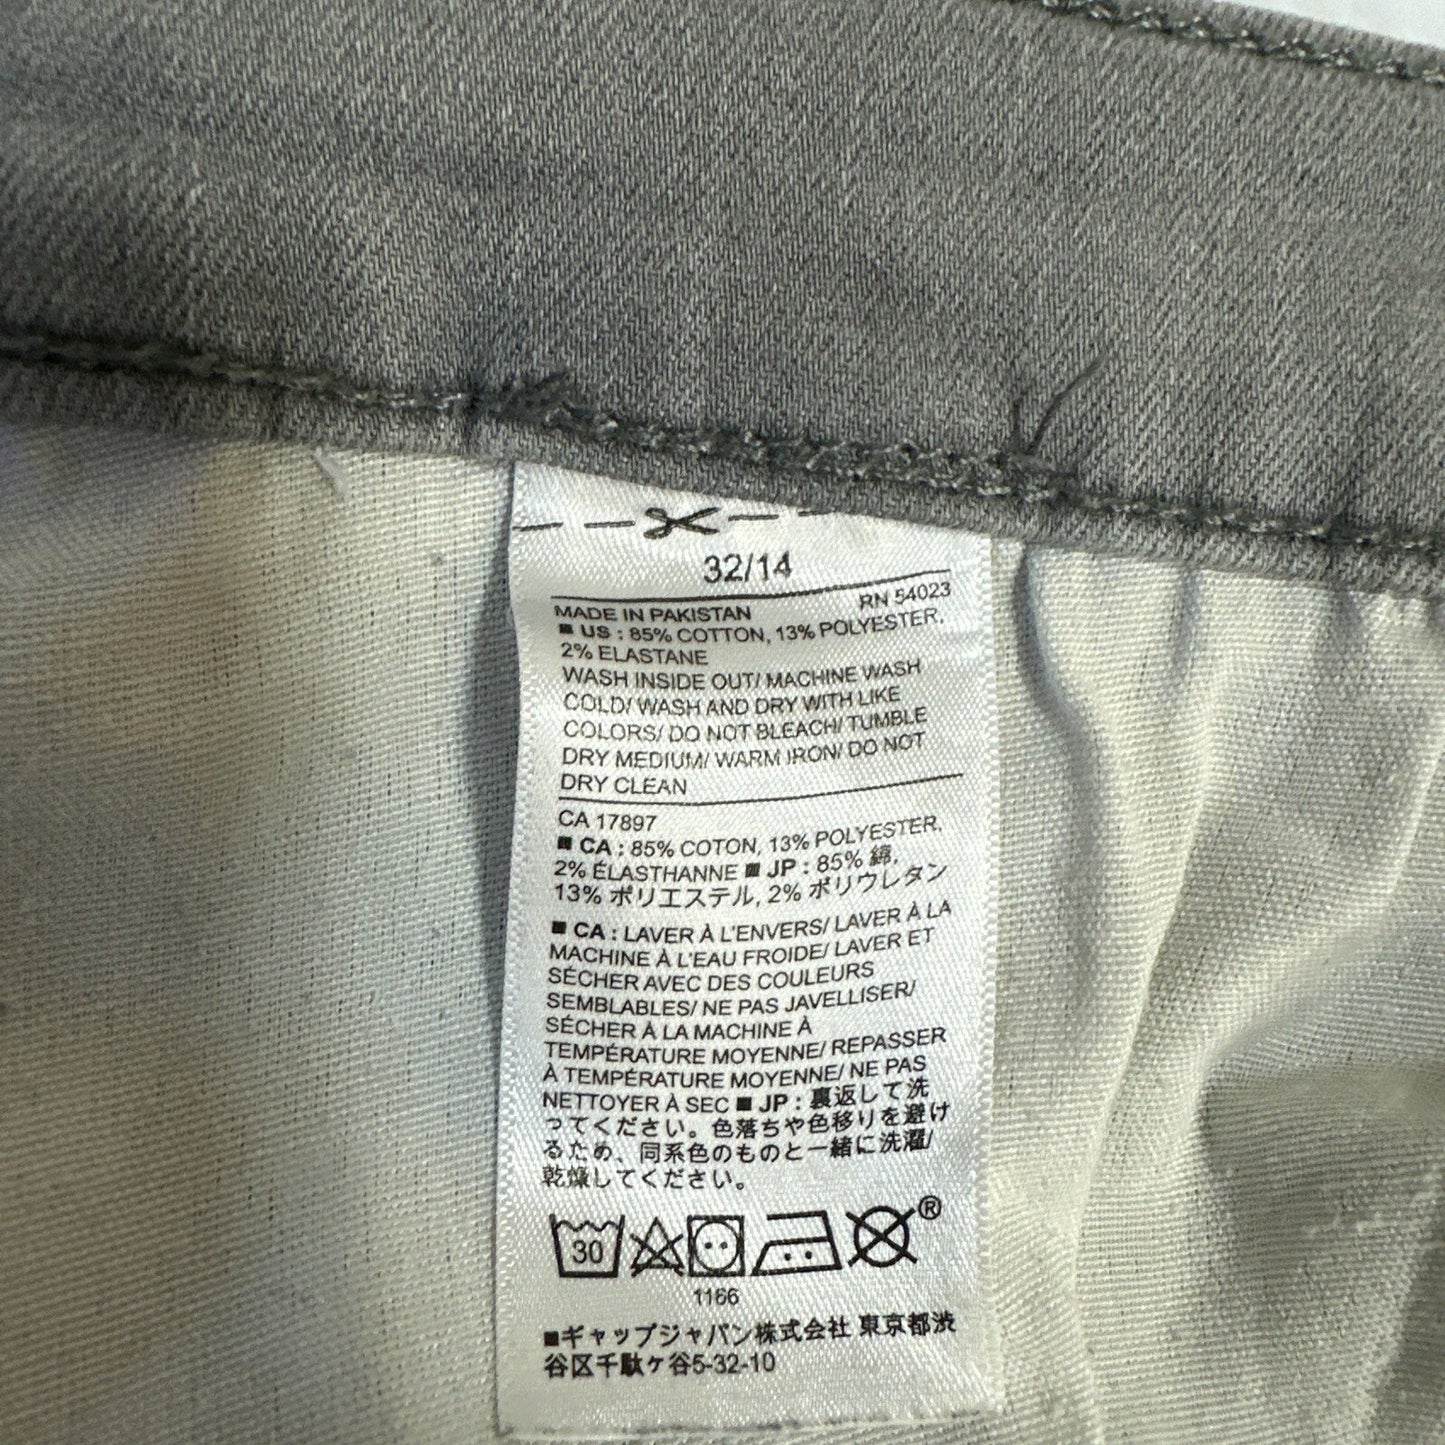 32/14
RN 54023
MADE IN PAKISTAN
■ US : 85% COTTON, 13% POLYESTER,
2% ELASTANE
WASH INSIDE OUT/ MACHINE WASH
COLD/ WASH AND DRY WITH LIKE
COLORS/ DO NOT BLEACH/ TUMBLE
DRY MEDIUM/ WARM IRON/ DO NOT
DRY CLEAN
CA 17897
■ CA : 85% COTON, 13% POLYESTER,
2% ÉLASTHANNE ■ JP : 85% 綿,
13% ポリエステル, 2% ポリウレタン
■ CA : LAVER À L'ENVERS/ LAVER À LA
MACHINE À L'EAU FROIDE/ LAVER ET
SÉCHER AVEC DES COULEURS
SEMBLABLES/ NE PAS JAVELLISER/
SÉCHER À LA MACHINE À
TEMPÉRATURE MOYENNE/ REPASSER
À TEMPÉRATURE MOYENNE/ NE PAS
NETTOYER À SEC ■ JP : 裏返して洗
ってください。色落ちや色移りを避け
るため、同系色のものと一緒に洗濯/
乾燥してください。
30
®
1166
■ギャップジャパン株式会社 東京都渋
谷区千駄ケ谷5-32-10